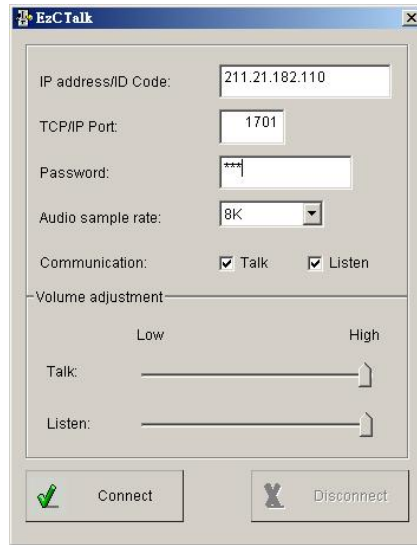 EzCTalk
IP address/ID Code: 211.21.182.110
TCP/IP Port: 1701
Password: ***
Audio sample rate: 8K
Communication: Talk Listen
Volume adjustment
Low High
Talk:
Listen:
Connect Disconnect